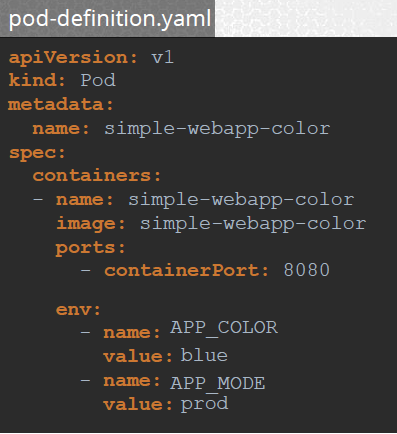 pod-definition.yaml
apiVersion: v1
kind: Pod
metadata:
  name: simple-webapp-color
spec:
  containers:
  - name: simple-webapp-color
    image: simple-webapp-color
    ports:
      - containerPort: 8080
    env:
      - name: APP_COLOR
        value: blue
      - name: APP_MODE
        value: prod